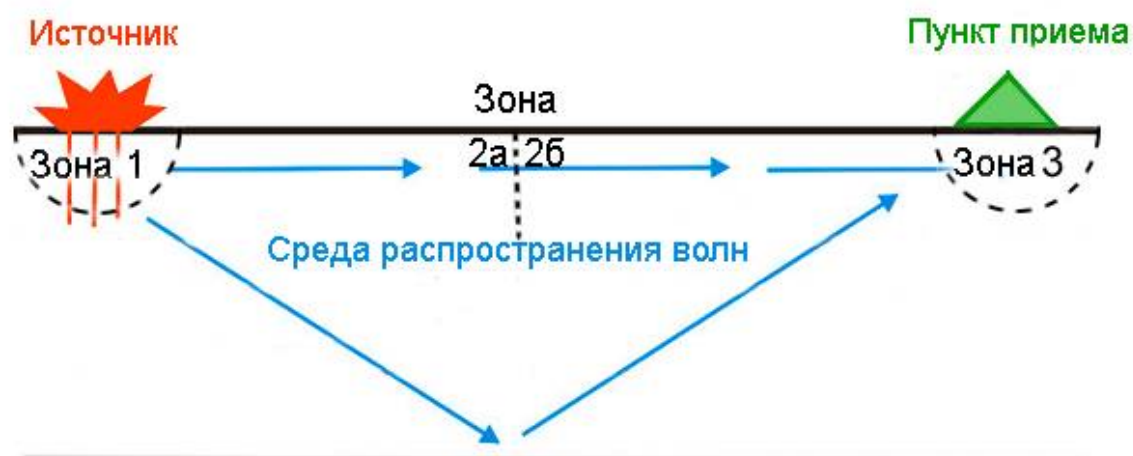 Источник
Пункт приема
Зона
Зона 1
2а 2б
Зона 3
Среда распространения волн